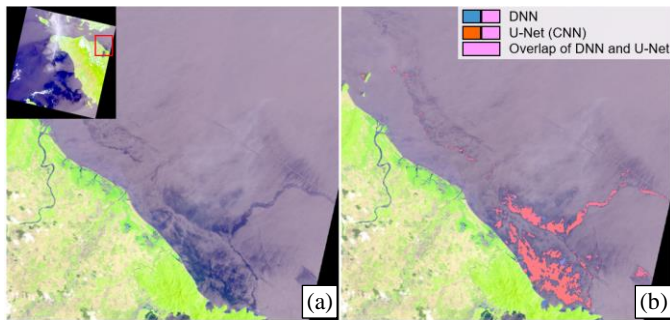 DNN
U-Net (CNN)
Overlap of DNN and U-Net
(a)
(b)